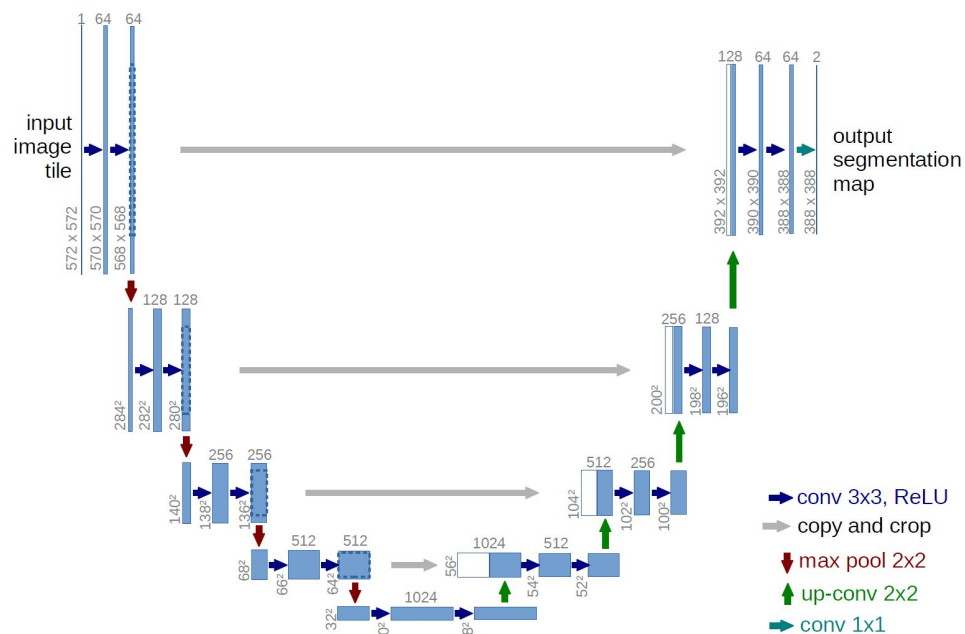 1 64 64
input
image
tile
572 x 572
570 x 570
568 x 568
128 64 64 2
output
segmentation
map
392 x 392
390 x 390
388 x 388
388 x 388
128 128
284²
282²
280²
256 128
200²
198²
196²
256 256
140²
138²
136²
512 256
104²
102²
100²
512 512
68²
66²
64²
1024 512
56²
54²
52²
1024
32²
conv 3x3, ReLU
copy and crop
max pool 2x2
up-conv 2x2
conv 1x1